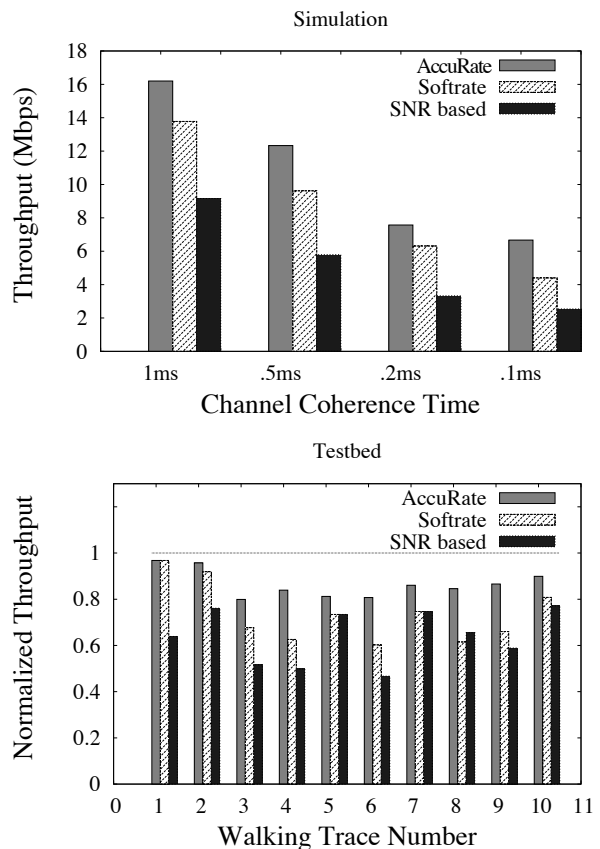 Simulation
Throughput (Mbps)
18
16
14
12
10
8
6
4
2
0
AccuRate
Softrate
SNR based
1ms
.5ms
.2ms
.1ms
Channel Coherence Time
Testbed
Normalized Throughput
1
0.8
0.6
0.4
0.2
0
AccuRate
Softrate
SNR based
0 1 2 3 4 5 6 7 8 9 10 11
Walking Trace Number